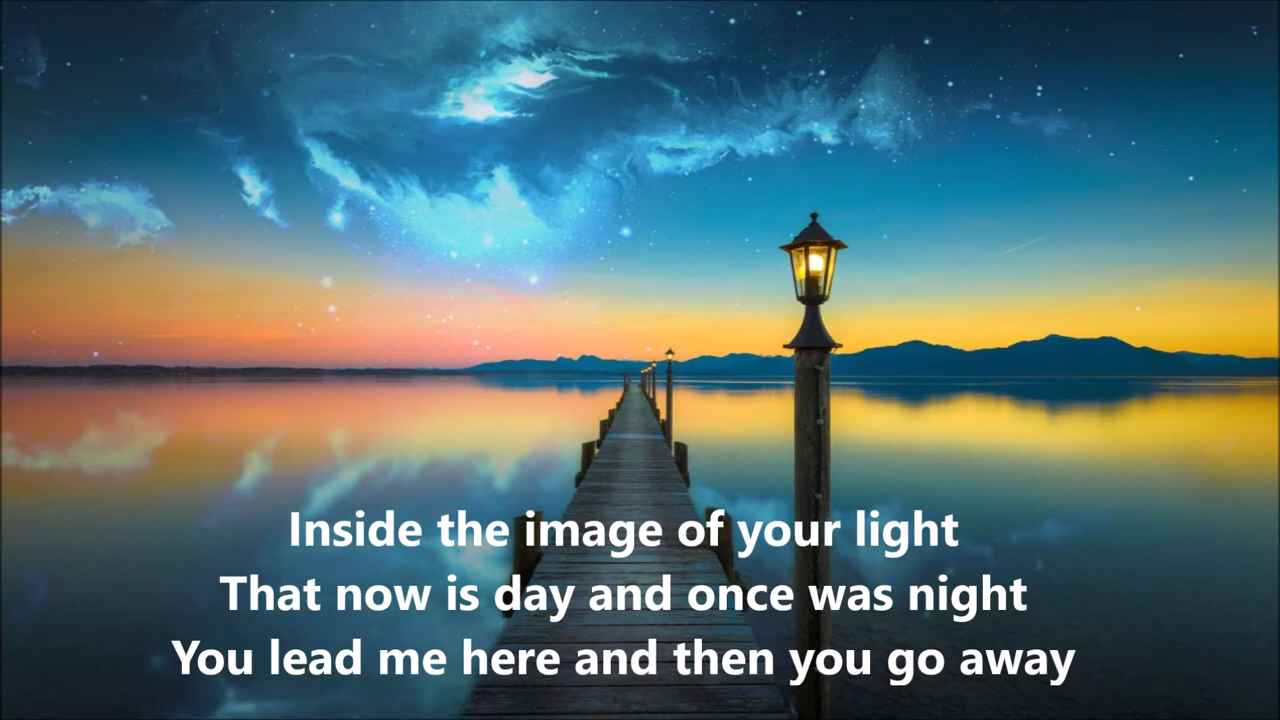 Inside the image of your light
That now is day and once was night
You lead me here and then you go away